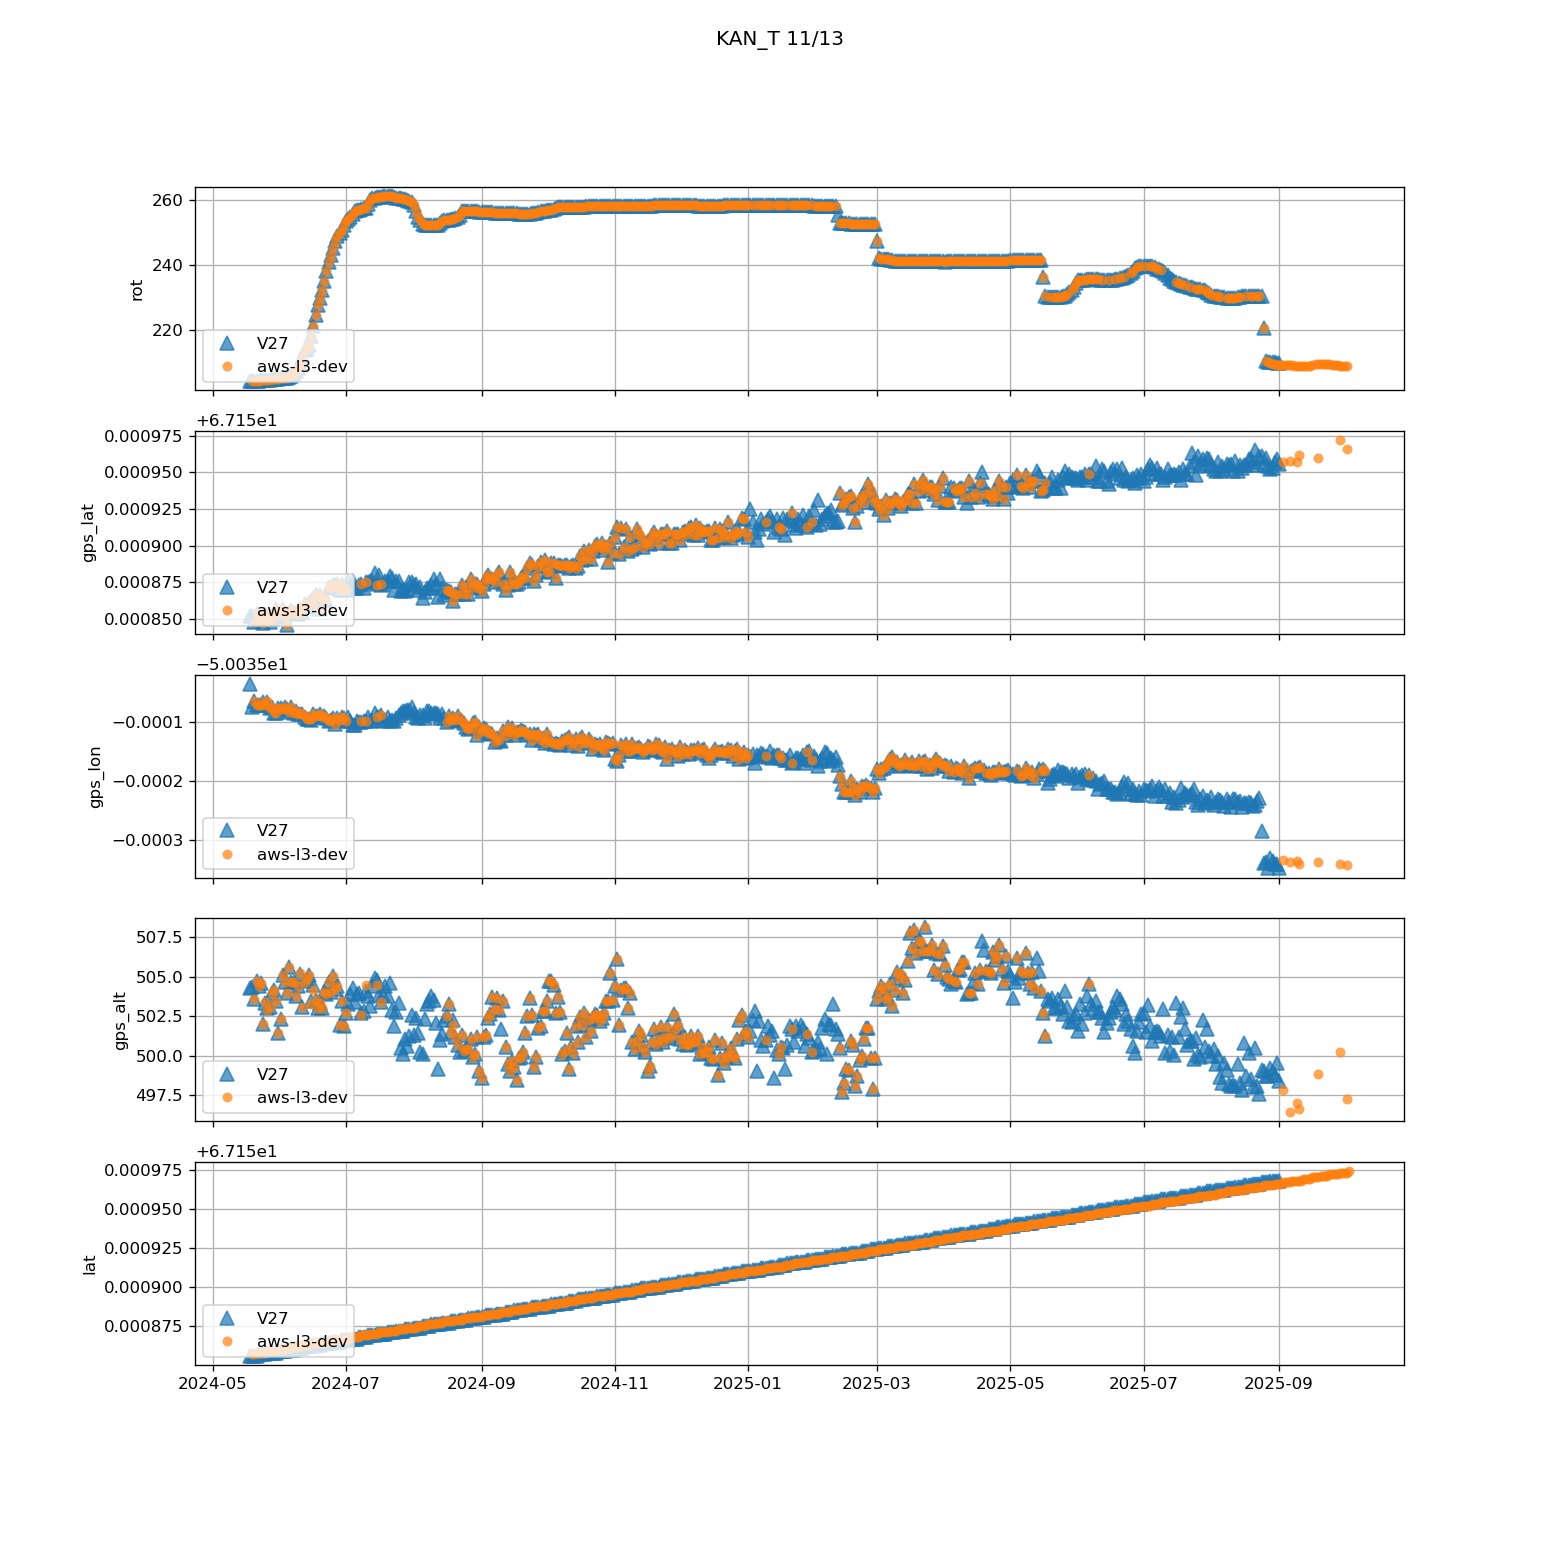 KAN_T 11/13
260
240
220
rot
V27
aws-l3-dev
+6.715e1
0.000975
0.000950
0.000925
0.000900
0.000875
0.000850
gps_lat
V27
aws-l3-dev
−5.0035e1
−0.0001
−0.0002
−0.0003
gps_lon
V27
aws-l3-dev
507.5
505.0
502.5
500.0
497.5
gps_alt
V27
aws-l3-dev
+6.715e1
0.000975
0.000950
0.000925
0.000900
0.000875
lat
V27
aws-l3-dev
2024-05 2024-07 2024-09 2024-11 2025-01 2025-03 2025-05 2025-07 2025-09